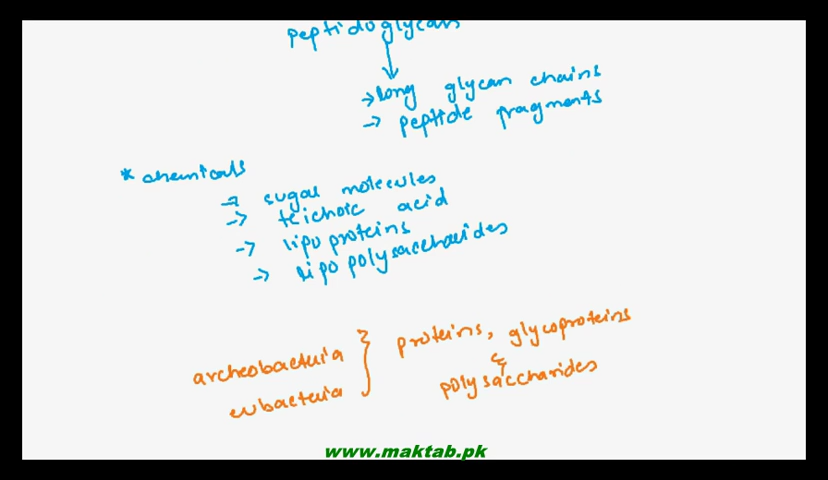 peptidoglycan
→ long glycan chains
→ peptide fragments
* chemicals
→ sugar molecules
→ teichoic acid
→ lipo proteins
→ lipo polysaccharides
archeobacteria } proteins, glycoproteins
eubacteria } polysaccharides
www.maktab.pk